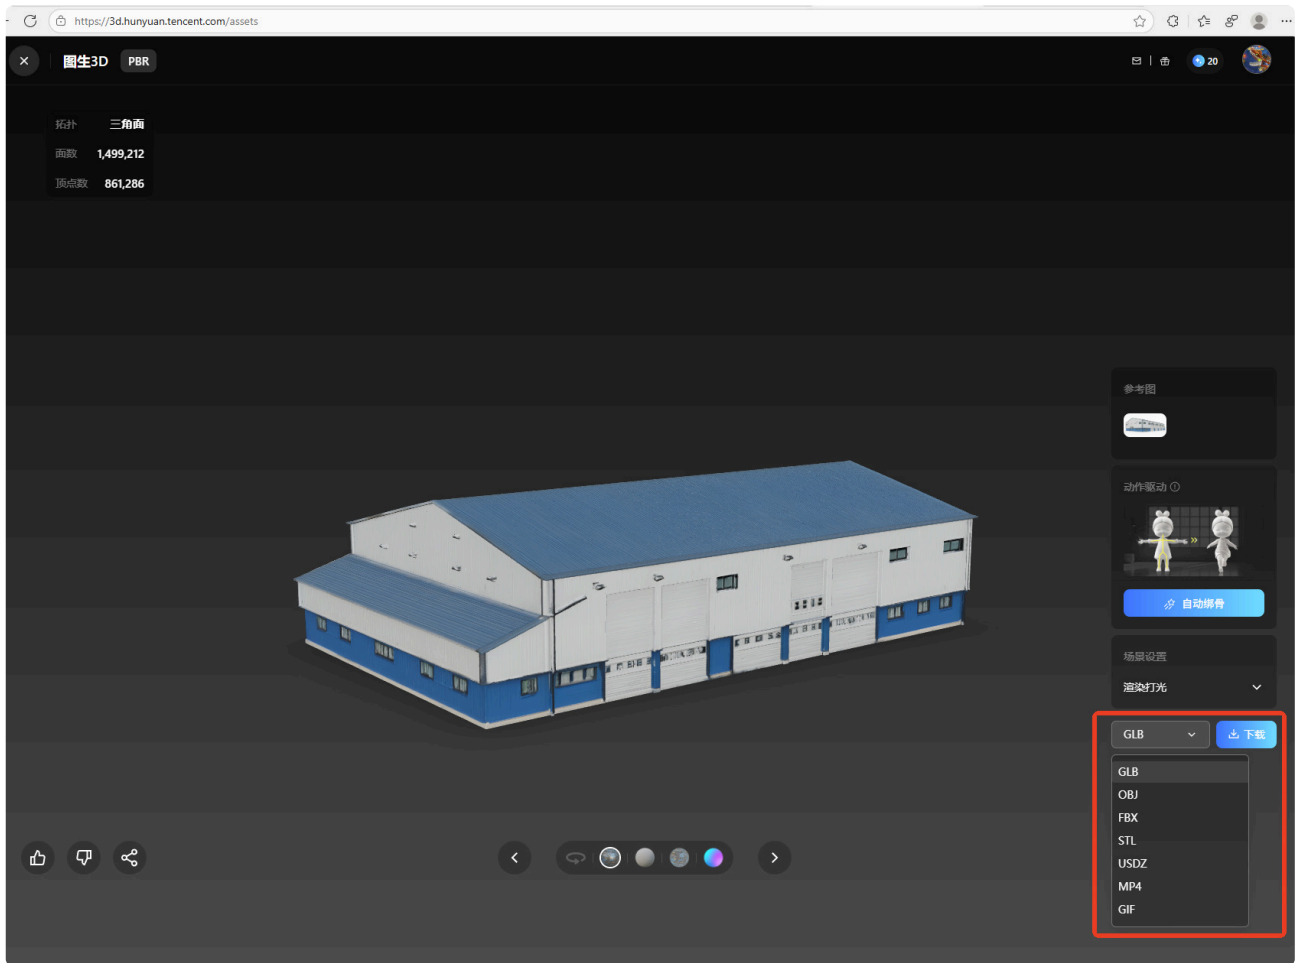 https://3d.hunyuan.tencent.com/assets
图生3D PBR
20
拓扑 三角面
面数 1,499,212
顶点数 861,286
参考图
动作驱动
自动绑骨
场景设置
渲染打光
GLB 下载
GLB
OBJ
FBX
STL
USDZ
MP4
GIF